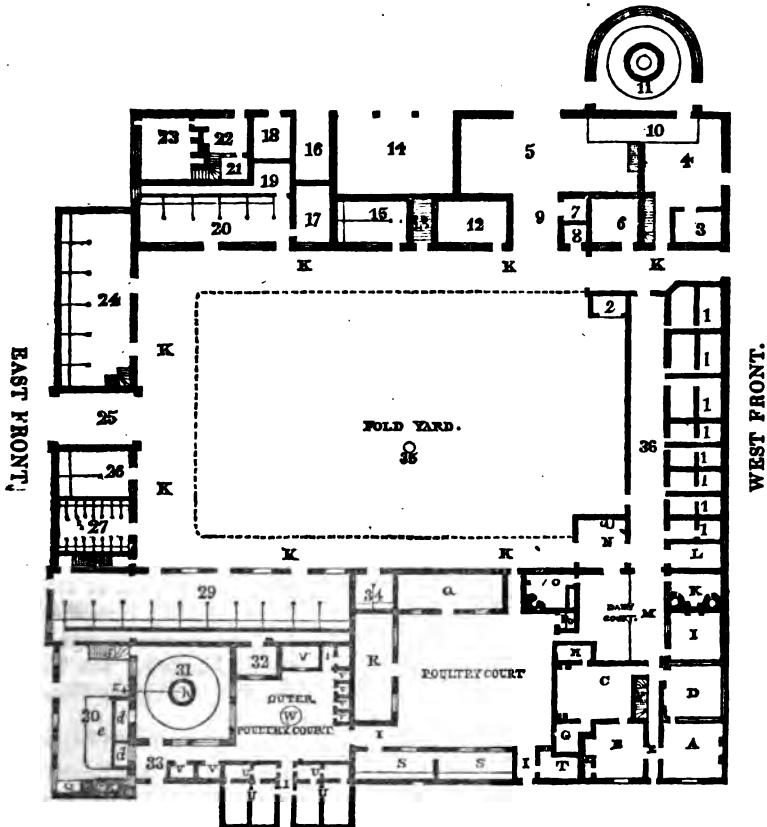 11
10
23
22
18
16
14
5
4
21
19
9
7
6
3
20
17
15
13
12
8
K
K
K
24
2
1
K
1
EAST FRONT
25
1
FOLD YARD.
35
36
WEST FRONT.
1
1
26
1
K
1
27
1
N
L
K
K
29
34
Q
O
DAIRY
COURT.
M
K
I
R
H
31
32
V
POULTRY COURT
C
D
OUTER
W
POULTRY COURT.
30
e
d
d
h
G
B
A
I
33
V
V
U
U
S
S
I
T
U
U